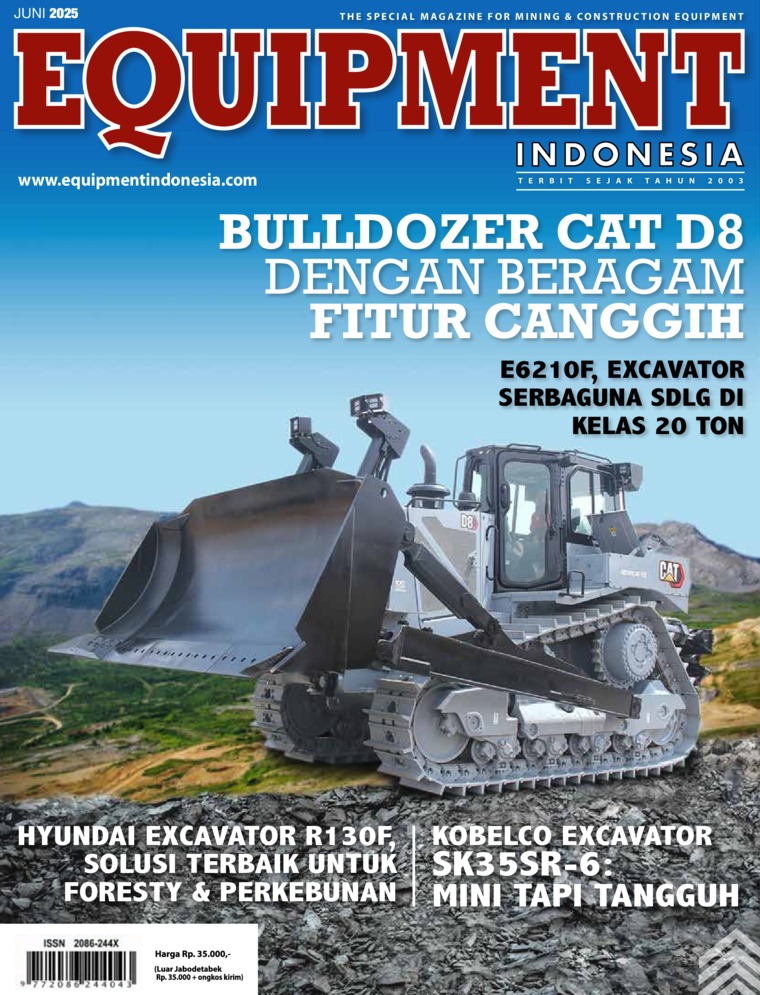 JUNI 2025
THE SPECIAL MAGAZINE FOR MINING & CONSTRUCTION EQUIPMENT
EQUIPMENT
INDONESIA
TERBIT SEJAK TAHUN 2003
www.equipmentindonesia.com
BULLDOZER CAT D8
DENGAN BERAGAM
FITUR CANGGIH
E6210F, EXCAVATOR
SERBAGUNA SDLG DI
KELAS 20 TON
D8
CAT
HYUNDAI EXCAVATOR R130F,
SOLUSI TERBAIK UNTUK
FORESTY & PERKEBUNAN
KOBELCO EXCAVATOR
SK35SR-6:
MINI TAPI TANGGUH
ISSN 2086-244X
9 772086 244043
Harga Rp. 35.000,-
(Luar Jabodetabek
Rp. 35.000 + ongkos kirim)